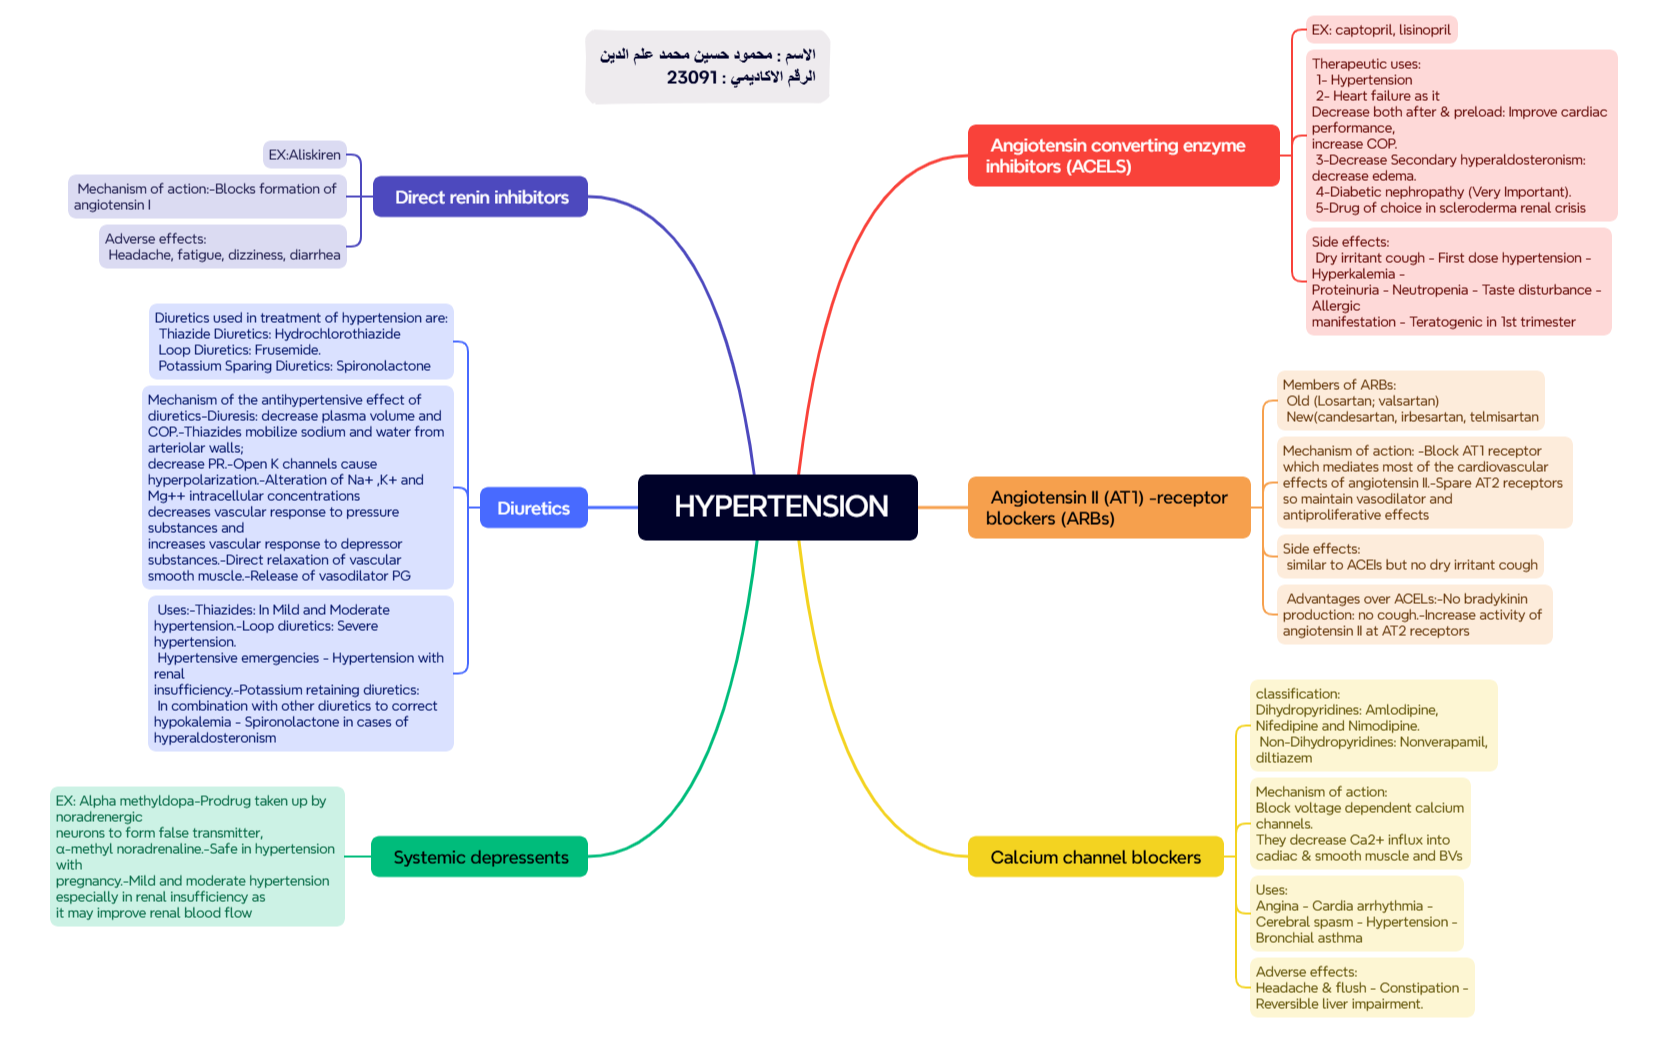 الاسم : محمود حسين محمد علم الدين
الرقم الاكاديمي : 23091
HYPERTENSION
Angiotensin converting enzyme
inhibitors (ACELS)
EX: captopril, lisinopril
Therapeutic uses:
1- Hypertension
2- Heart failure as it
Decrease both after & preload: Improve cardiac
performance,
increase COP.
3-Decrease Secondary hyperaldosteronism:
decrease edema.
4-Diabetic nephropathy (Very Important).
5-Drug of choice in scleroderma renal crisis
Side effects:
Dry irritant cough - First dose hypertension -
Hyperkalemia -
Proteinuria - Neutropenia - Taste disturbance -
Allergic
manifestation - Teratogenic in 1st trimester
Angiotensin II (AT1) -receptor
blockers (ARBs)
Members of ARBs:
Old (Losartan; valsartan)
New(candesartan, irbesartan, telmisartan
Mechanism of action: -Block AT1 receptor
which mediates most of the cardiovascular
effects of angiotensin II.-Spare AT2 receptors
so maintain vasodilator and
antiproliferative effects
Side effects:
similar to ACEIs but no dry irritant cough
Advantages over ACELs:-No bradykinin
production: no cough.-Increase activity of
angiotensin II at AT2 receptors
Calcium channel blockers
classification:
Dihydropyridines: Amlodipine,
Nifedipine and Nimodipine.
Non-Dihydropyridines: Nonverapamil,
diltiazem
Mechanism of action:
Block voltage dependent calcium
channels.
They decrease Ca2+ influx into
cadiac & smooth muscle and BVs
Uses:
Angina - Cardia arrhythmia -
Cerebral spasm - Hypertension -
Bronchial asthma
Adverse effects:
Headache & flush - Constipation -
Reversible liver impairment.
Direct renin inhibitors
EX:Aliskiren
Mechanism of action:-Blocks formation of
angiotensin I
Adverse effects:
Headache, fatigue, dizziness, diarrhea
Diuretics
Diuretics used in treatment of hypertension are:
Thiazide Diuretics: Hydrochlorothiazide
Loop Diuretics: Frusemide.
Potassium Sparing Diuretics: Spironolactone
Mechanism of the antihypertensive effect of
diuretics-Diuresis: decrease plasma volume and
COP.-Thiazides mobilize sodium and water from
arteriolar walls;
decrease PR.-Open K channels cause
hyperpolarization.-Alteration of Na+ ,K+ and
Mg++ intracellular concentrations
decreases vascular response to pressure
substances and
increases vascular response to depressor
substances.-Direct relaxation of vascular
smooth muscle.-Release of vasodilator PG
Uses:-Thiazides: In Mild and Moderate
hypertension.-Loop diuretics: Severe
hypertension.
Hypertensive emergencies - Hypertension with
renal
insufficiency.-Potassium retaining diuretics:
In combination with other diuretics to correct
hypokalemia - Spironolactone in cases of
hyperaldosteronism
Systemic depressents
EX: Alpha methyldopa-Prodrug taken up by
noradrenergic
neurons to form false transmitter,
α-methyl noradrenaline.-Safe in hypertension
with
pregnancy.-Mild and moderate hypertension
especially in renal insufficiency as
it may improve renal blood flow